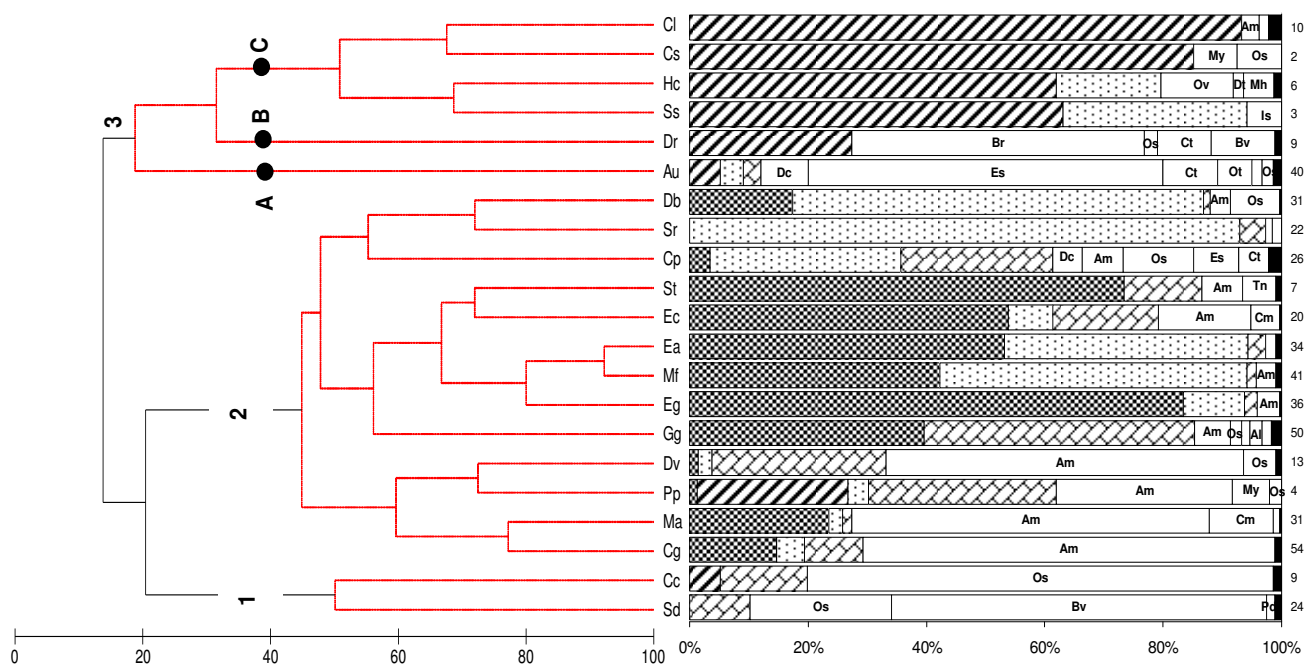 Cl Am 10
C Cs My Os 2
Hc Ov Dt Mh 6
3 Ss Is 3
B Dr Br Os Ct Bv 9
Au Dc Es Ct Ot Os 40
A Db Am Os 31
Sr 22
Cp Dc Am Os Es Ct 26
St Am Tn 7
Ec Am Cm 20
Ea 34
Mf Am 41
2 Eg Am 36
Gg Am Os Al 50
Dv Am Os 13
Pp Am My Os 4
Ma Am Cm 31
Cg Am 54
Cc Os 9
1 Sd Os Bv Pd 24
0 20 40 60 80 100 0% 20% 40% 60% 80% 100%